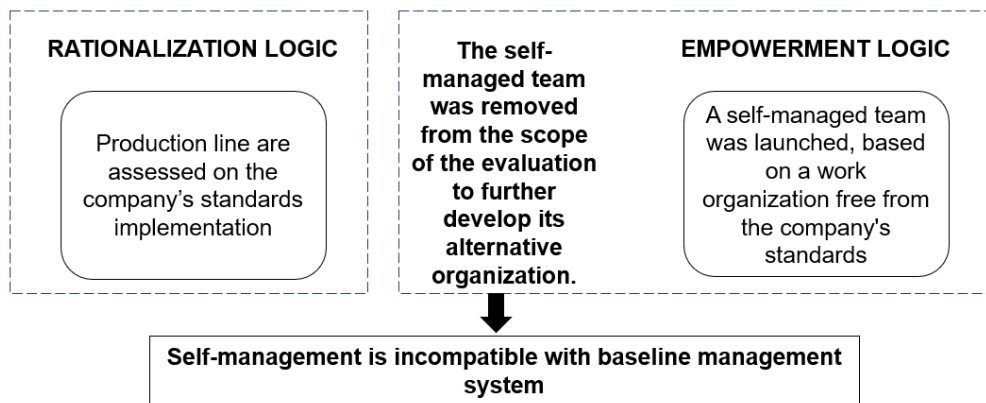 RATIONALIZATION LOGIC
Production line are
assessed on the
company’s standards
implementation
The self-
managed team
was removed
from the scope
of the evaluation
to further
develop its
alternative
organization.
EMPOWERMENT LOGIC
A self-managed team
was launched, based
on a work
organization free from
the company's
standards
Self-management is incompatible with baseline management
system